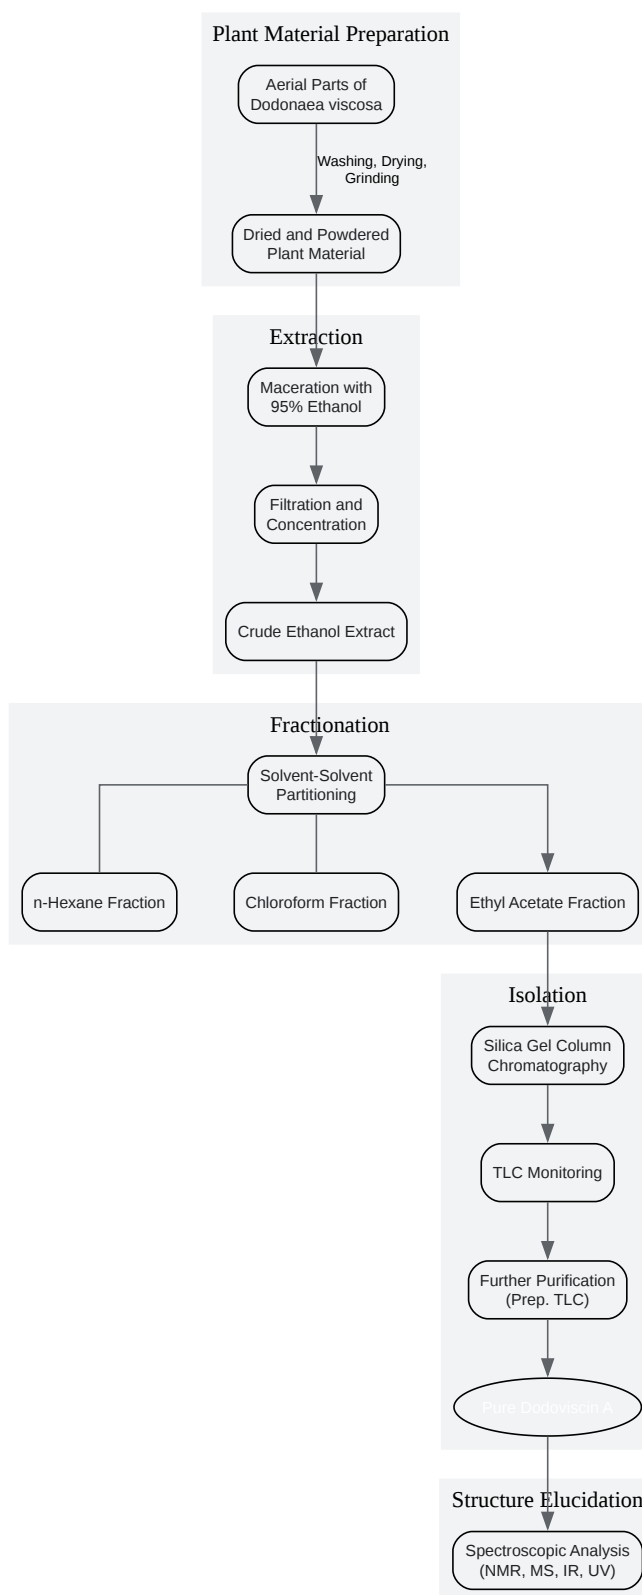 Plant Material Preparation
Aerial Parts of
Dodonaea viscosa
Washing, Drying,
Grinding
Dried and Powdered
Plant Material
Extraction
Maceration with
95% Ethanol
Filtration and
Concentration
Crude Ethanol Extract
Fractionation
Solvent-Solvent
Partitioning
n-Hexane Fraction
Chloroform Fraction
Ethyl Acetate Fraction
Isolation
Silica Gel Column
Chromatography
TLC Monitoring
Further Purification
(Prep. TLC)
Pure Dodoviscin A
Structure Elucidation
Spectroscopic Analysis
(NMR, MS, IR, UV)